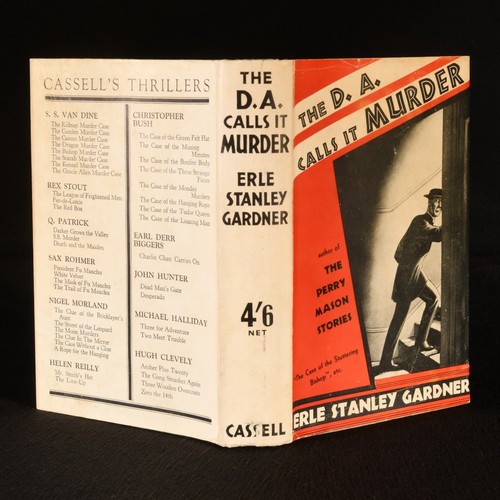 CASSELL'S THRILLERS
S. S. VAN DINE
The Kidnap Murder Case
The Garden Murder Case
The Casino Murder Case
The Dragon Murder Case
The Bishop Murder Case
The Scarab Murder Case
The Kennel Murder Case
The Gracie Allen Murder Case
REX STOUT
The League of Frightened Men
Fer-de-Lance
The Red Box
Q. PATRICK
Darker Grows the Valley
S.S. Murder
Death and the Maiden
SAX ROHMER
President Fu Manchu
White Velvet
The Mask of Fu Manchu
The Trail of Fu Manchu
NIGEL MORLAND
The Clue of the Bricklayer's
Aunt
The Street of the Leopard
The Moon Murders
The Clue In The Mirror
The Case Without a Clue
A Rope for the Hanging
HELEN REILLY
Mr. Smith's Hat
The Line-Up
CHRISTOPHER
BUSH
The Case of the Green Felt Hat
The Case of the Missing
Minutes
The Case of the Bonfire Body
The Case of the Three Strange
Faces
The Case of the Monday
Murders
The Case of the Hanging Rope
The Case of the Tudor Queen
The Case of the Leaning Man
EARL DERR
BIGGERS
Charlie Chan Carries On
JOHN HUNTER
Dead Man's Gate
Desperado
MICHAEL HALLIDAY
Three for Adventure
Two Meet Trouble
HUGH CLEVELY
Archer Plus Twenty
The Gang Smasher Again
Three Wooden Overcoats
Zero the 14th
THE
D.A.
CALLS IT
MURDER
ERLE
STANLEY
GARDNER
4'6
NET
CASSELL
THE D. A.
CALLS IT MURDER
author of
THE
PERRY
MASON
STORIES
"The Case of the Stuttering
Bishop", etc.
ERLE STANLEY GARDNER